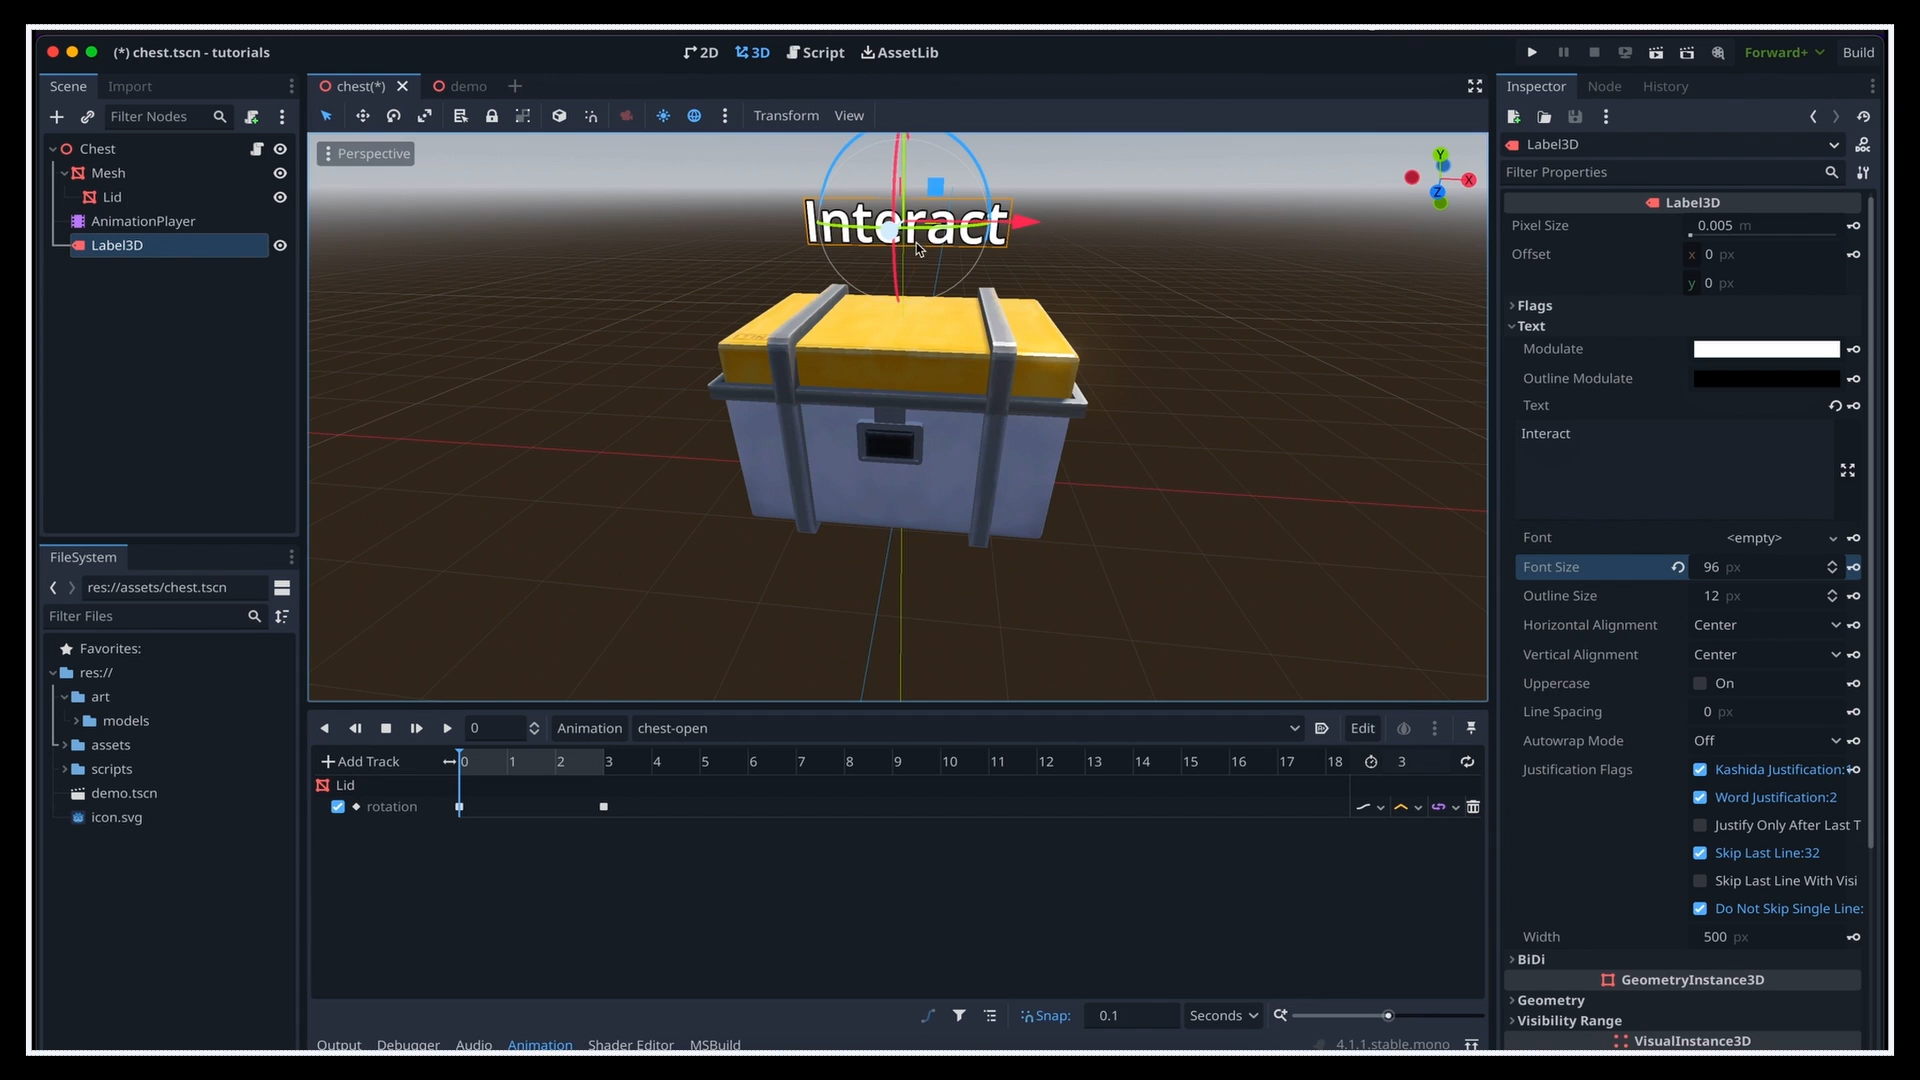 (*) chest.tscn - tutorials
2D
3D
Script
AssetLib
Forward+
Build
Scene
Import
Filter Nodes
Chest
Mesh
Lid
AnimationPlayer
Label3D
FileSystem
res://assets/chest.tscn
Filter Files
Favorites:
res://
art
models
assets
scripts
demo.tscn
icon.svg
chest(*)
demo
Transform
View
Perspective
Y
X
Z
Interact
0
Animation
chest-open
Edit
Add Track
0 1 2 3 4 5 6 7 8 9 10 11 12 13 14 15 16 17 18
3
Lid
rotation
Snap:
0.1
Seconds
Output
Debugger
Audio
Animation
Shader Editor
MSBuild
4.1.1.stable.mono
Inspector
Node
History
Label3D
Filter Properties
Label3D
Pixel Size
0.005 m
Offset
x 0 px
y 0 px
Flags
Text
Modulate
Outline Modulate
Text
Interact
Font
<empty>
Font Size
96 px
Outline Size
12 px
Horizontal Alignment
Center
Vertical Alignment
Center
Uppercase
On
Line Spacing
0 px
Autowrap Mode
Off
Justification Flags
Kashida Justification:
Word Justification:2
Justify Only After Last T
Skip Last Line:32
Skip Last Line With Visi
Do Not Skip Single Line:
Width
500 px
BiDi
GeometryInstance3D
Geometry
Visibility Range
VisualInstance3D